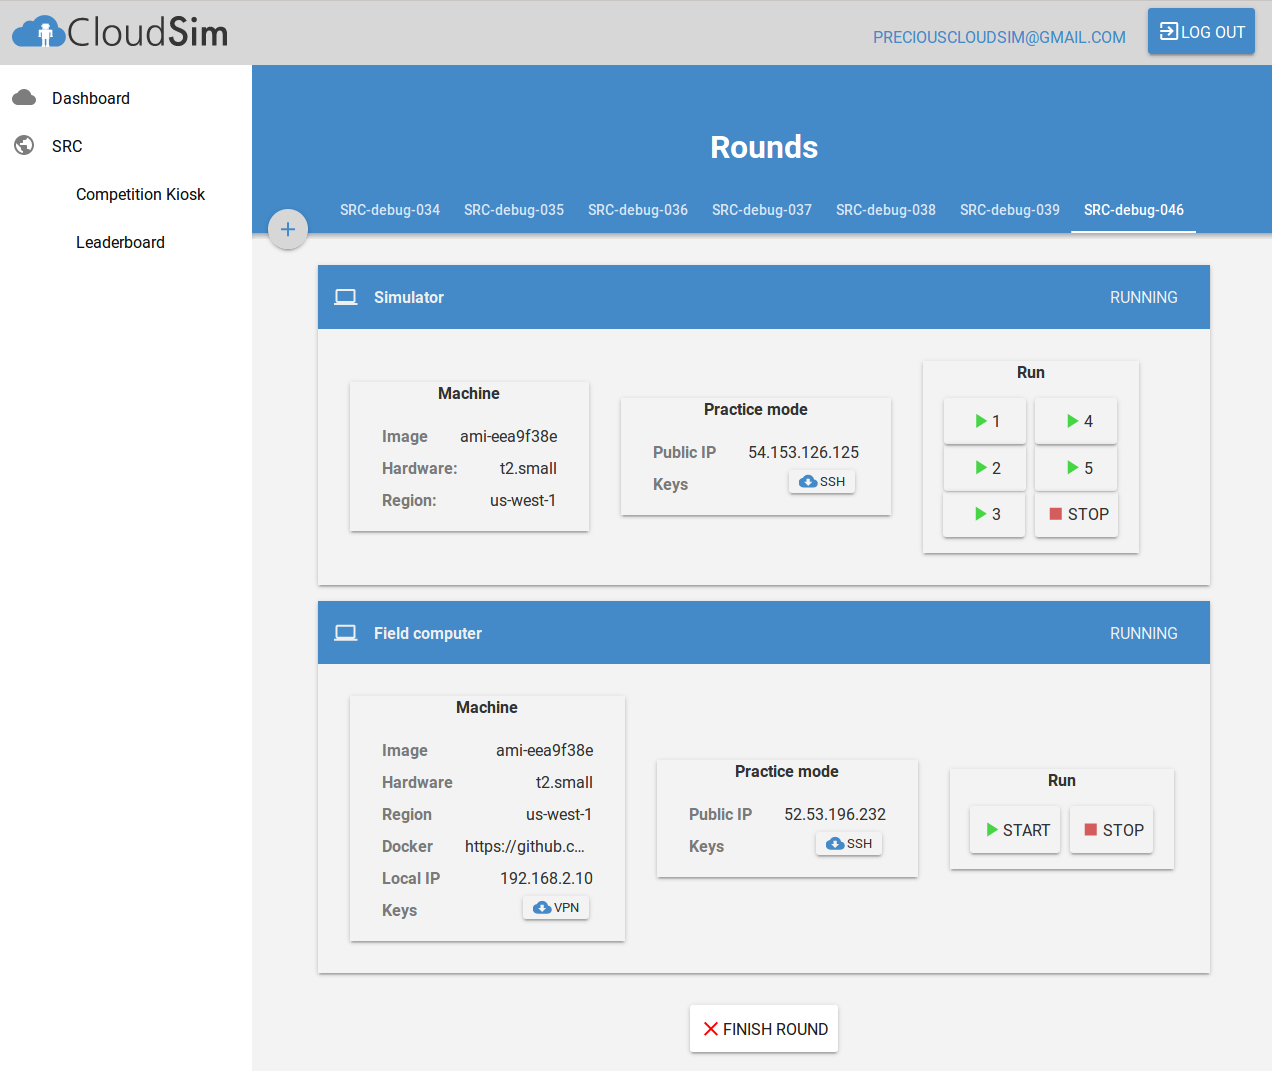 CloudSim
PRECIOUSCLOUDSIM@GMAIL.COM
LOG OUT
Dashboard
SRC
Competition Kiosk
Leaderboard
Rounds
SRC-debug-034 SRC-debug-035 SRC-debug-036 SRC-debug-037 SRC-debug-038 SRC-debug-039 SRC-debug-046
+
Simulator RUNNING
Machine
Image ami-eea9f38e
Hardware: t2.small
Region: us-west-1
Practice mode
Public IP 54.153.126.125
Keys SSH
Run
1 4
2 5
3 STOP
Field computer RUNNING
Machine
Image ami-eea9f38e
Hardware t2.small
Region us-west-1
Docker https://github.c...
Local IP 192.168.2.10
Keys VPN
Practice mode
Public IP 52.53.196.232
Keys SSH
Run
START STOP
FINISH ROUND